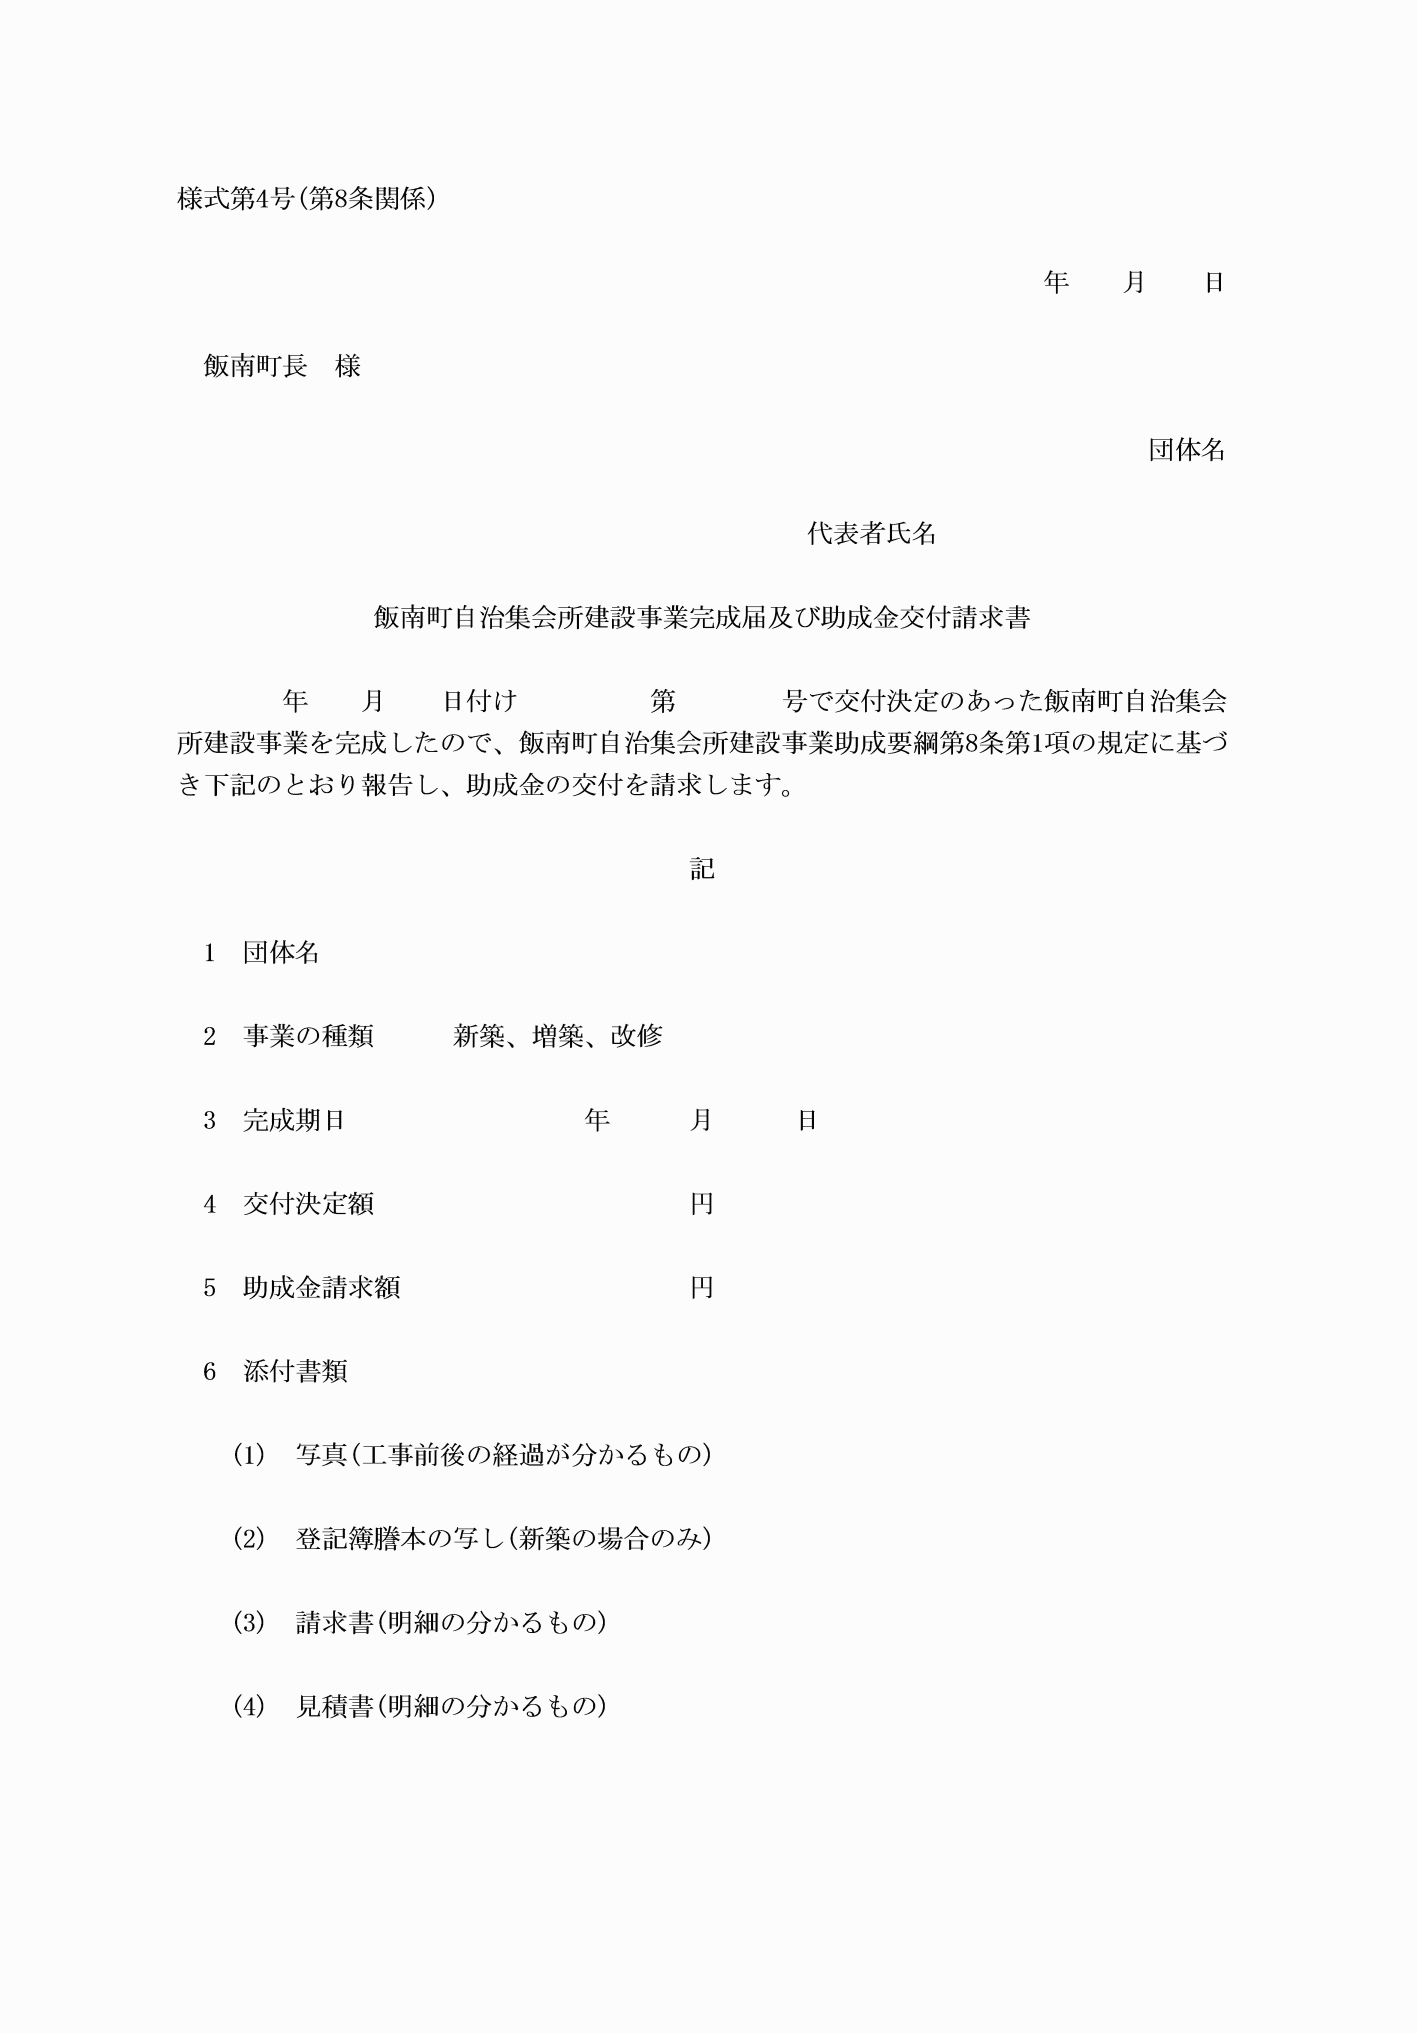 様式第4号(第8条関係)
年　　月　　日
飯南町長　様
団体名
代表者氏名
飯南町自治集会所建設事業完成届及び助成金交付請求書
年　　月　　日付け　　　　　第　　　　号で交付決定のあった飯南町自治集会
所建設事業を完成したので、飯南町自治集会所建設事業助成要綱第8条第1項の規定に基づ
き下記のとおり報告し、助成金の交付を請求します。
記
1　団体名
2　事業の種類　　　新築、増築、改修
3　完成期日　　　　　　　　　年　　　月　　　日
4　交付決定額　　　　　　　　　　　　円
5　助成金請求額　　　　　　　　　　　円
6　添付書類
(1)　写真(工事前後の経過が分かるもの)
(2)　登記簿謄本の写し(新築の場合のみ)
(3)　請求書(明細の分かるもの)
(4)　見積書(明細の分かるもの)